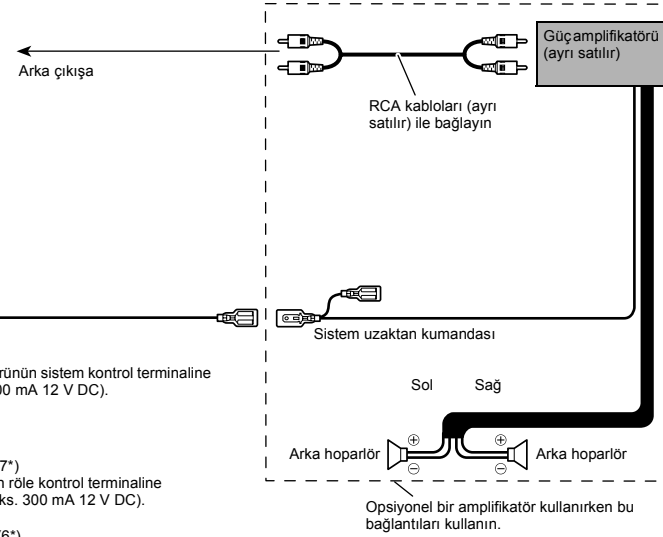 Güç amplifikatörü
(ayrı satılır)
Arka çıkışa
RCA kabloları (ayrı
satılır) ile bağlayın
Sistem uzaktan kumandası
rünün sistem kontrol terminaline
00 mA 12 V DC).
Sol Sağ
7*)
n röle kontrol terminaline
ks. 300 mA 12 V DC).
Arka hoparlör
Arka hoparlör
Opsiyonel bir amplifikatör kullanırken bu
bağlantıları kullanın.
6*)